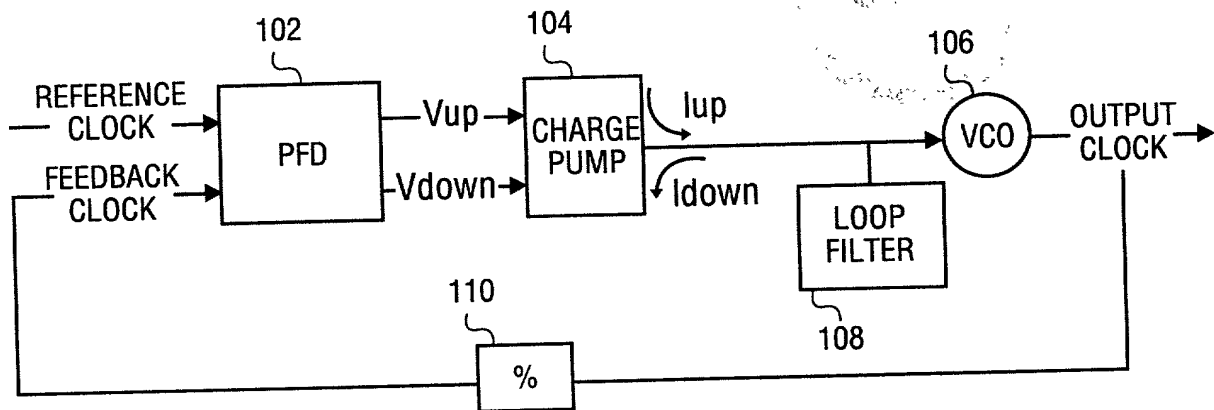 102
104
106
REFERENCE
CLOCK
FEEDBACK
CLOCK
PFD
Vup
Vdown
CHARGE
PUMP
Iup
Idown
VCO
OUTPUT
CLOCK
LOOP
FILTER
108
110
%